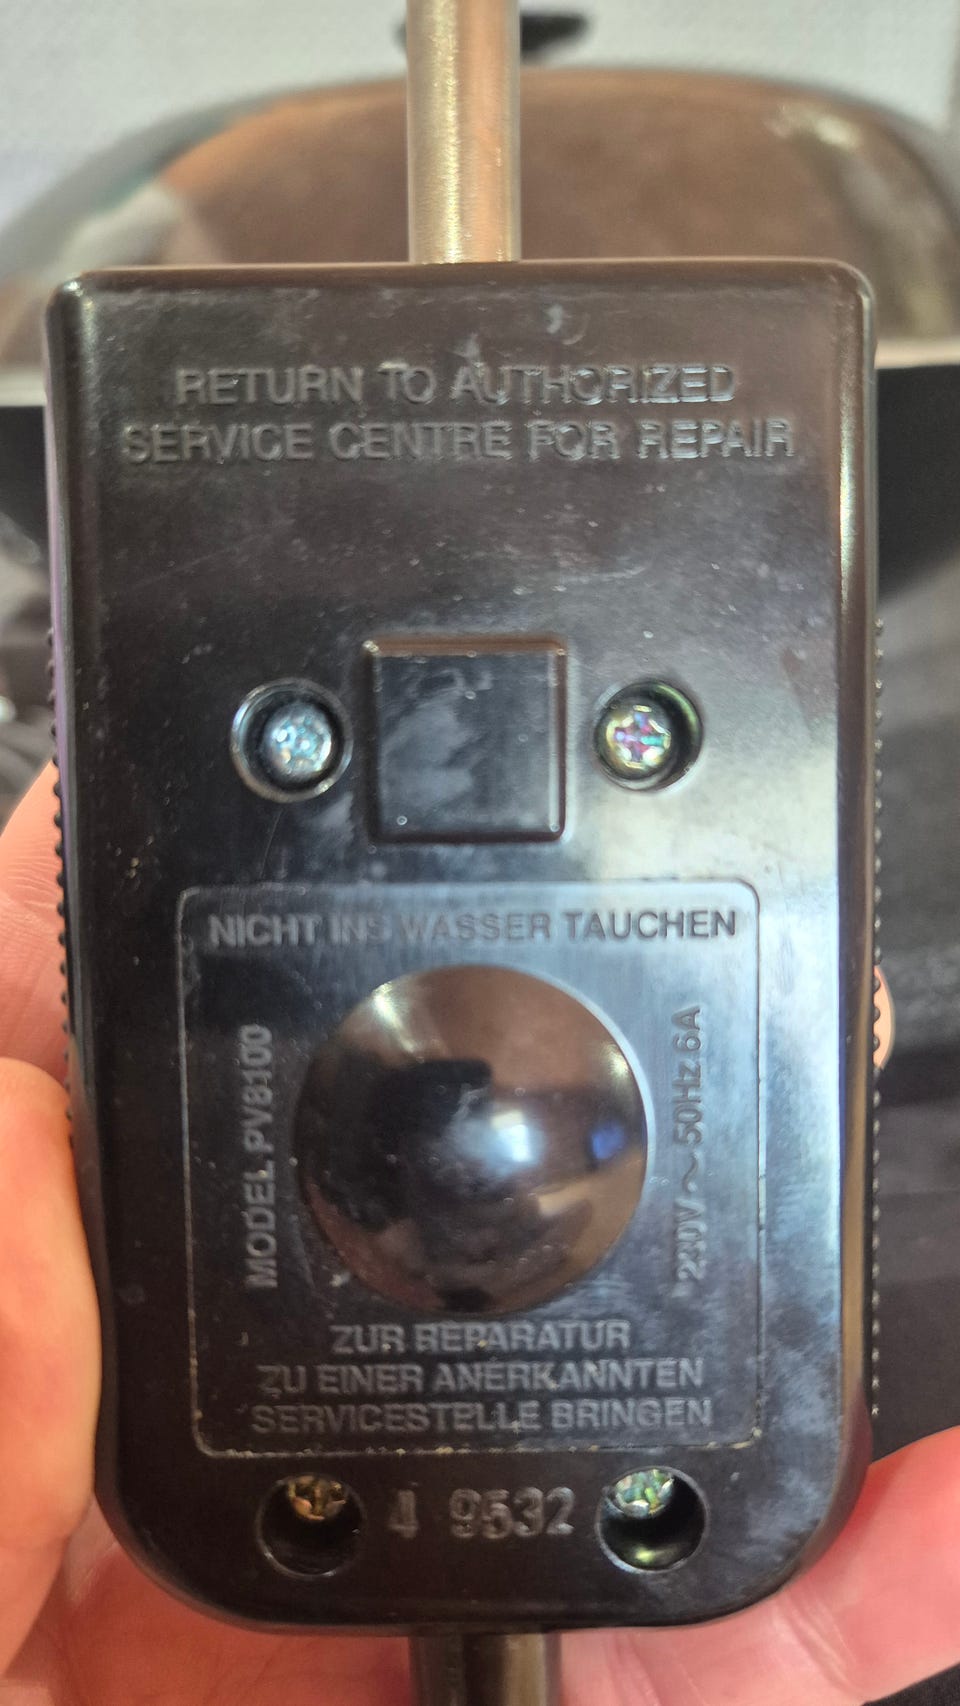 RETURN TO AUTHORIZED
SERVICE CENTRE FOR REPAIR
NICHT INS WASSER TAUCHEN
MODEL PV8100
220V~50Hz 6A
ZUR REPARATUR
ZU EINER ANERKANNTEN
SERVICESTELLE BRINGEN
4 9532